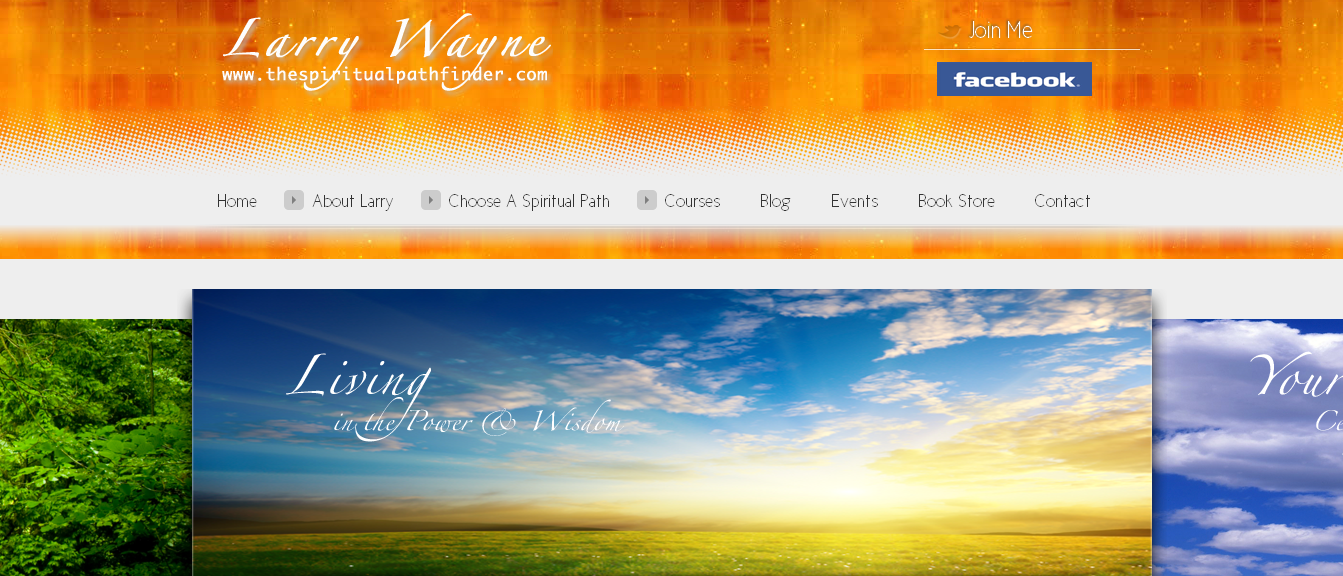 Larry Wayne
www.thespiritualpathfinder.com
Join Me
facebook
Home About Larry Choose A Spiritual Path Courses Blog Events Book Store Contact
Living
in the Power & Wisdom
Your